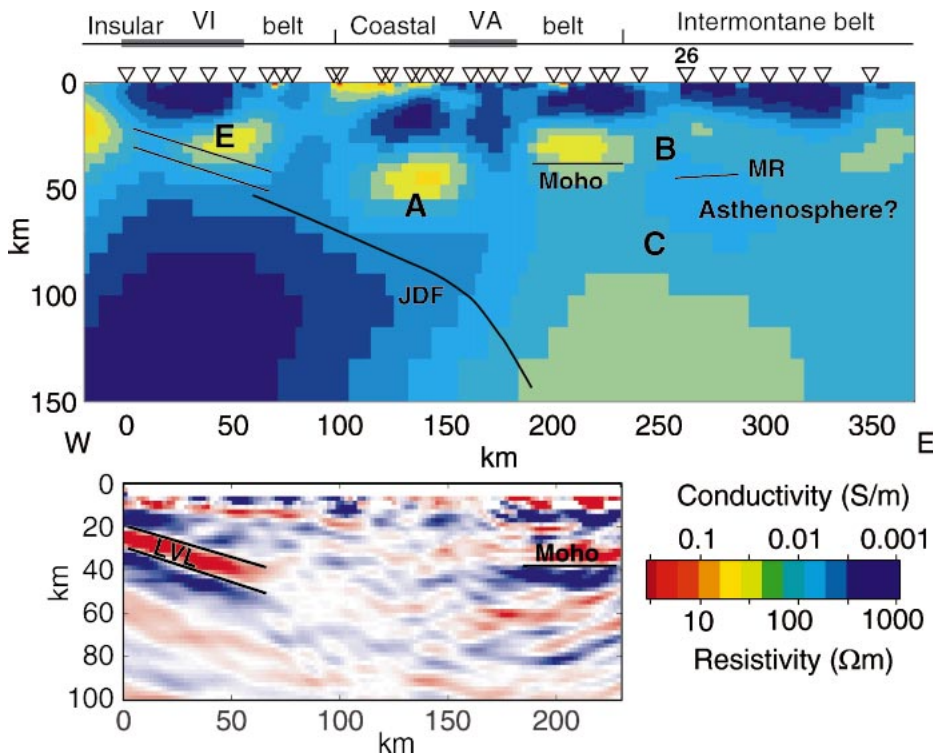 Insular VI belt Coastal VA belt Intermontane belt
26
0
E
B
MR
Moho
50
A
Asthenosphere?
km
C
JDF
100
150
W 0 50 100 150 200 250 300 350 E
km
0
20
LVL
Moho
40
km
60
80
100
0 50 100 150 200
km
Conductivity (S/m)
0.1 0.01 0.001
10 100 1000
Resistivity (Ωm)